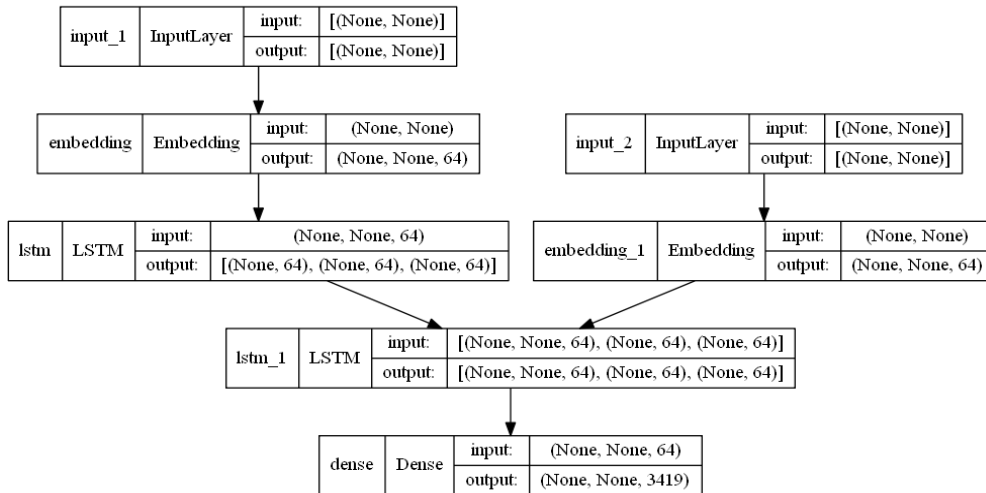 input_1 InputLayer input: [(None, None)]
output: [(None, None)]
embedding Embedding input: (None, None)
output: (None, None, 64)
input_2 InputLayer input: [(None, None)]
output: [(None, None)]
lstm LSTM input: (None, None, 64)
output: [(None, 64), (None, 64), (None, 64)]
embedding_1 Embedding input: (None, None)
output: (None, None, 64)
lstm_1 LSTM input: [(None, None, 64), (None, 64), (None, 64)]
output: [(None, None, 64), (None, 64), (None, 64)]
dense Dense input: (None, None, 64)
output: (None, None, 3419)